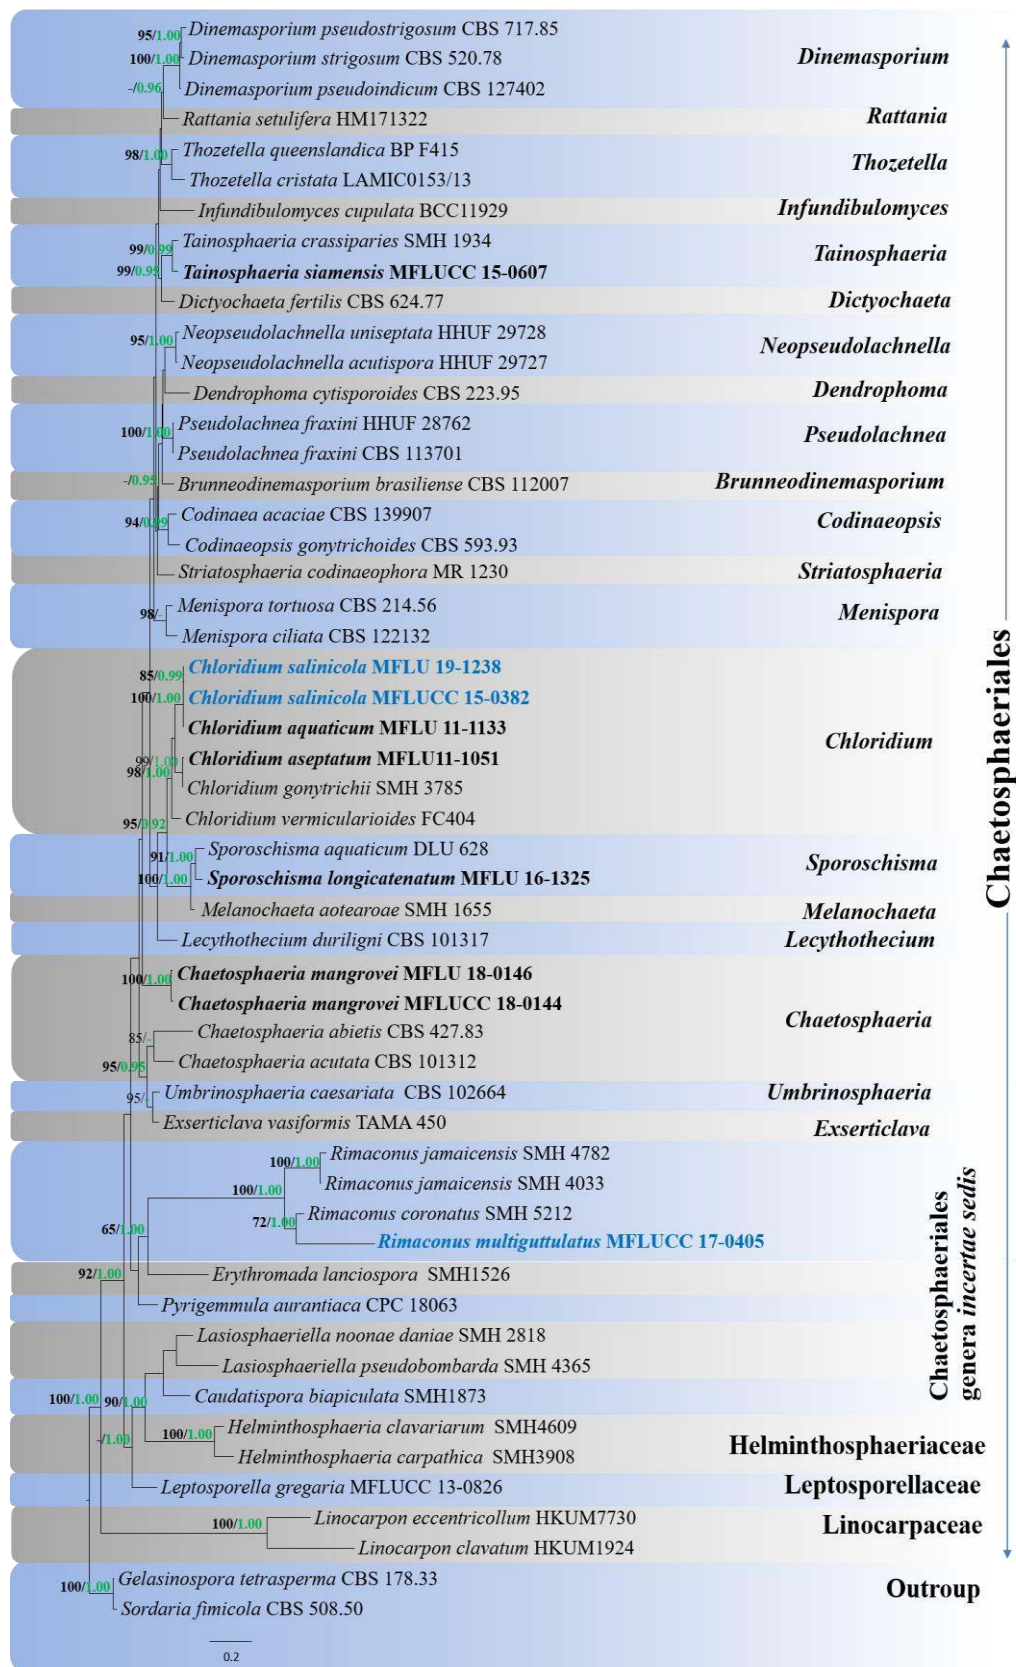 95/1.00
Dinemasporium pseudostrigosum CBS 717.85
100/1.00
Dinemasporium strigosum CBS 520.78
Dinemasporium
-/0.96
Dinemasporium pseudoindicum CBS 127402
Rattania setulifera HM171322
Rattania
98/1.00
Thozetella queenslandica BP F415
Thozetella
Thozetella cristata LAMIC0153/13
Infundibulomyces cupulata BCC11929
Infundibulomyces
99/0.99
Tainosphaeria crassiparies SMH 1934
Tainosphaeria
99/0.99
Tainosphaeria siamensis MFLUCC 15-0607
Dictyochaeta fertilis CBS 624.77
Dictyochaeta
95/1.00
Neopseudolachnella uniseptata HHUF 29728
Neopseudolachnella
Neopseudolachnella acutispora HHUF 29727
Dendrophoma cytisporoides CBS 223.95
Dendrophoma
100/1.00
Pseudolachnea fraxini HHUF 28762
Pseudolachnea
Pseudolachnea fraxini CBS 113701
-/0.95
Brunneodinemasporium brasiliense CBS 112007
Brunneodinemasporium
94/0.99
Codinaea acaciae CBS 139907
Codinaeopsis
Codinaeopsis gonytrichoides CBS 593.93
Striatosphaeria codinaeophora MR 1230
Striatosphaeria
98/-
Menispora tortuosa CBS 214.56
Menispora
Menispora ciliata CBS 122132
85/0.99
Chloridium salinicola MFLU 19-1238
100/1.00
Chloridium salinicola MFLUCC 15-0382
Chloridium aquaticum MFLU 11-1133
Chloridium
99/1.00
Chloridium aseptatum MFLU11-1051
98/1.00
Chloridium gonytrichii SMH 3785
Chloridium vermicularioides FC404
95/0.92
Sporoschisma aquaticum DLU 628
91/1.00
Sporoschisma
100/1.00
Sporoschisma longicatenatum MFLU 16-1325
Melanochaeta aotearoae SMH 1655
Melanochaeta
Lecythothecium duriligni CBS 101317
Lecythothecium
100/1.00
Chaetosphaeria mangrovei MFLU 18-0146
Chaetosphaeria mangrovei MFLUCC 18-0144
Chaetosphaeria
85/-
Chaetosphaeria abietis CBS 427.83
95/0.95
Chaetosphaeria acutata CBS 101312
95/-
Umbrinosphaeria caesariata CBS 102664
Umbrinosphaeria
Exserticlava vasiformis TAMA 450
Exserticlava
Chaetosphaeriales
100/1.00
Rimaconus jamaicensis SMH 4782
Rimaconus jamaicensis SMH 4033
100/1.00
Rimaconus coronatus SMH 5212
72/1.00
Rimaconus multiguttulatus MFLUCC 17-0405
65/1.00
92/1.00
Erythromada lanciospora SMH1526
Pyrigemmula aurantiaca CPC 18063
Lasiosphaeriella noonae daniae SMH 2818
Lasiosphaeriella pseudobombarda SMH 4365
Caudatispora biapiculata SMH1873
Chaetosphaeriales
genera incertae sedis
100/1.00
90/1.00
Helminthosphaeria clavariarum SMH4609
100/1.00
-/1.00
Helminthosphaeria carpathica SMH3908
Helminthosphaeriaceae
Leptosporella gregaria MFLUCC 13-0826
Leptosporellaceae
100/1.00
Linocarpon eccentricollum HKUM7730
Linocarpaceae
Linocarpon clavatum HKUM1924
100/1.00
Gelasinospora tetrasperma CBS 178.33
Outroup
Sordaria fimicola CBS 508.50
0.2